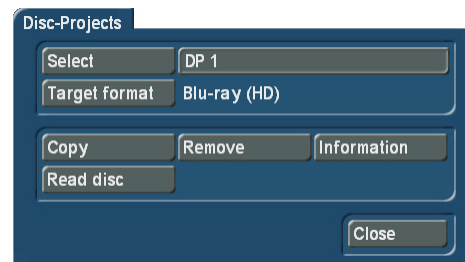 Disc-Projects
Select DP 1
Target format Blu-ray (HD)
Copy Remove Information
Read disc
Close